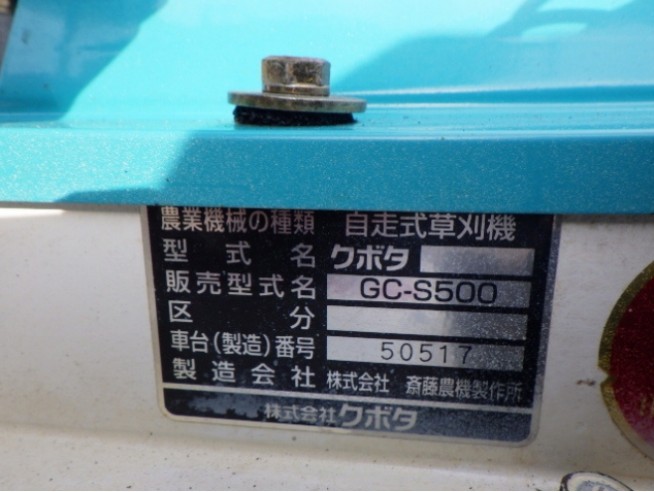 農業機械の種類 自走式草刈機
型式名 クボタ
販売型式名 GC-S500
区分
車台(製造)番号 50517
製造会社 株式会社 斎藤農機製作所
株式会社クボタ